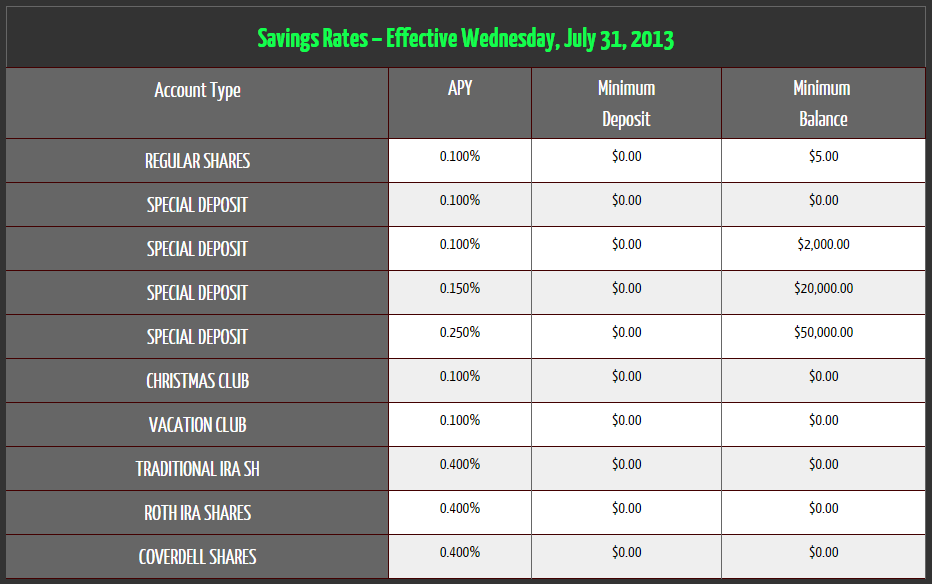 Savings Rates – Effective Wednesday, July 31, 2013
Account Type APY Minimum Deposit Minimum Balance
REGULAR SHARES 0.100% $0.00 $5.00
SPECIAL DEPOSIT 0.100% $0.00 $0.00
SPECIAL DEPOSIT 0.100% $0.00 $2,000.00
SPECIAL DEPOSIT 0.150% $0.00 $20,000.00
SPECIAL DEPOSIT 0.250% $0.00 $50,000.00
CHRISTMAS CLUB 0.100% $0.00 $0.00
VACATION CLUB 0.100% $0.00 $0.00
TRADITIONAL IRA SH 0.400% $0.00 $0.00
ROTH IRA SHARES 0.400% $0.00 $0.00
COVERDELL SHARES 0.400% $0.00 $0.00